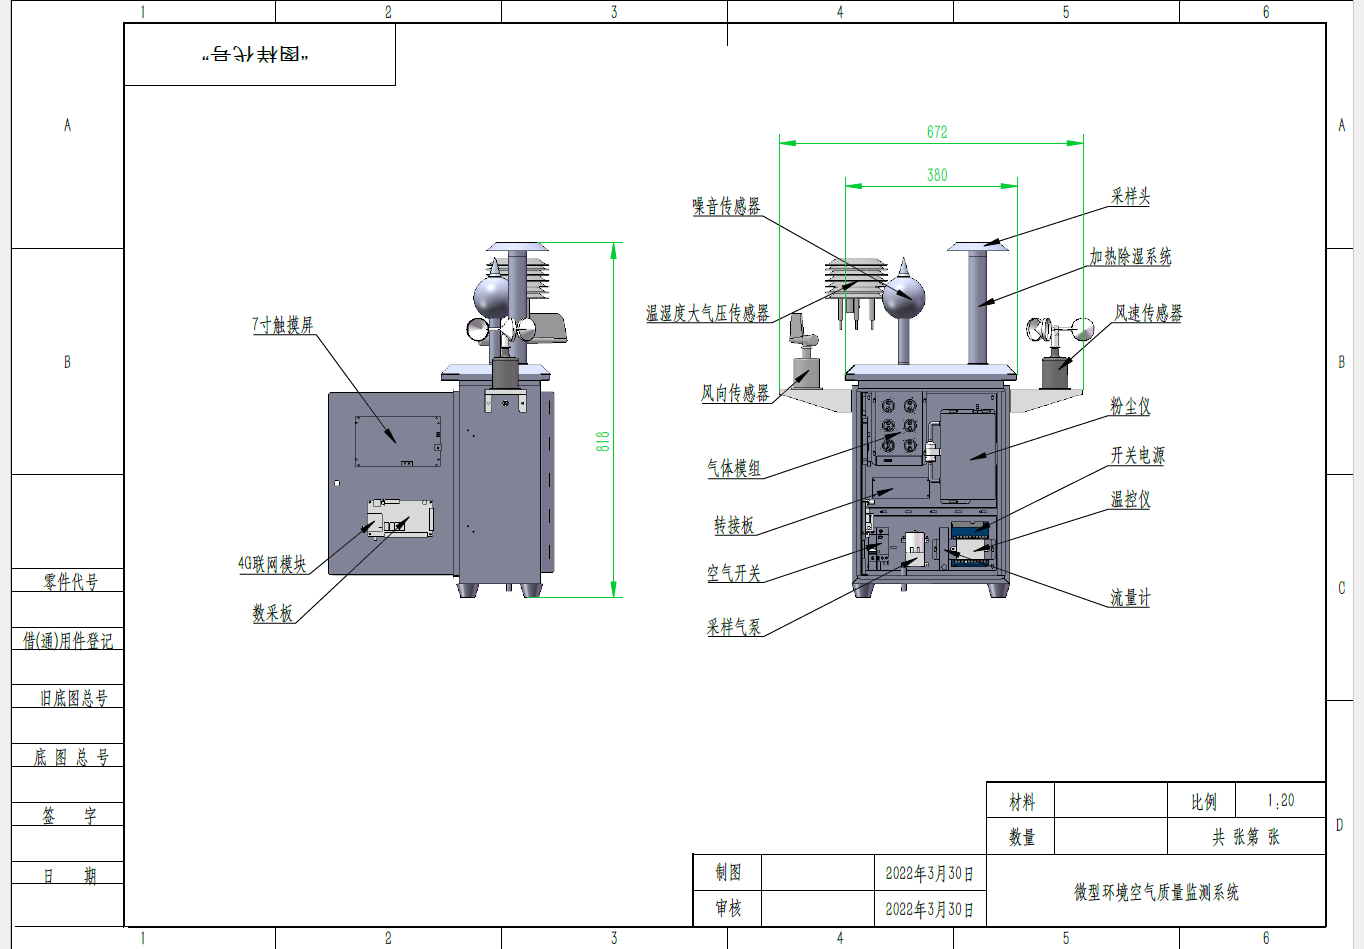 1 2 3 4 5 6
“图样代号”
A
A
672
380
噪音传感器
采样头
加热除湿系统
温湿度大气压传感器
风速传感器
7寸触摸屏
B
B
风向传感器
粉尘仪
818
开关电源
气体模组
温控仪
转接板
4G联网模块
空气开关
C
零件代号
流量计
数采板
采样气泵
借(通)用件登记
旧底图总号
底 图 总 号
材料
比例
1:20
签 字
D
数量
共 张第 张
日 期
制图
2022年3月30日
微型环境空气质量监测系统
审核
2022年3月30日
1 2 3 4 5 6